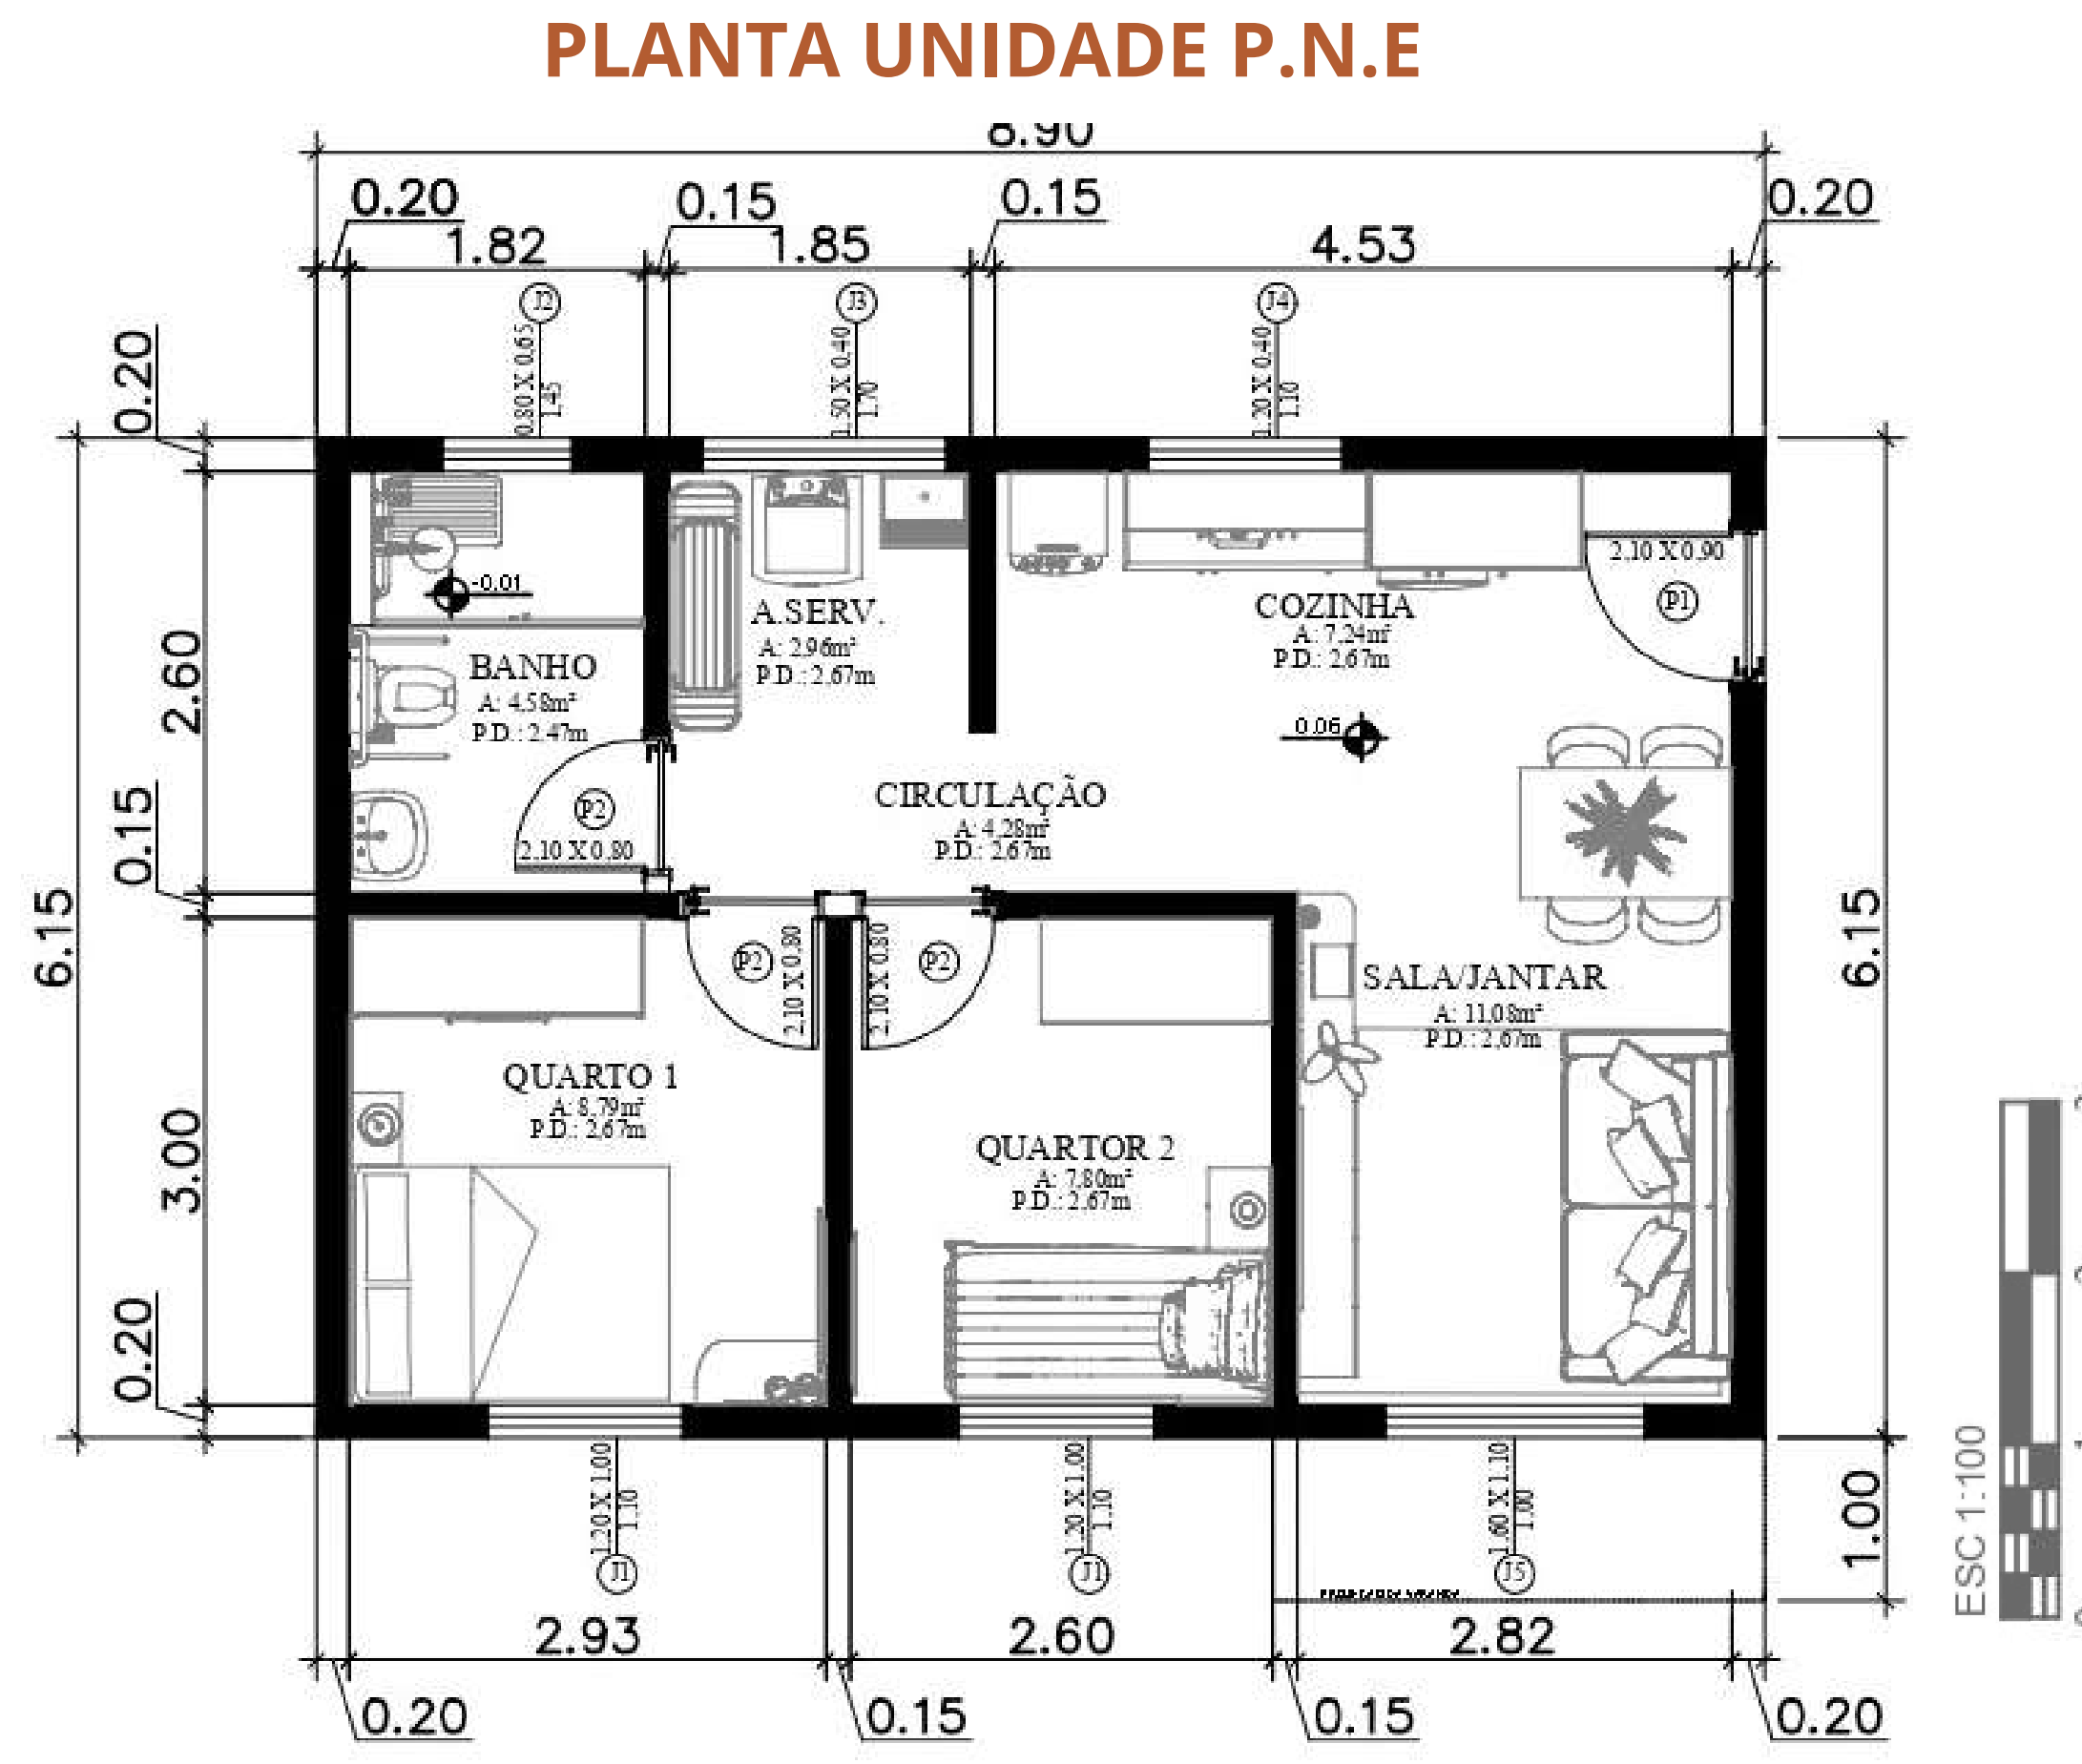 PLANTA UNIDADE P.N.E
8.90
0.20
0.15
0.15
0.20
1.82
1.85
4.53
J2
J3
J4
0.80 X 0.65
1.45
1.50 X 0.40
1.70
1.20 X 0.40
1.10
0.20
2.60
0.15
6.15
3.00
0.20
-0.01
BANHO
A: 4,58m²
P.D.: 2.47m
P2
2.10 X 0.80
A.SERV.
A: 2,96m²
P.D.: 2,67m
COZINHA
A: 7,24m²
P.D.: 2,67m
2,10 X 0,90
P1
0.06
CIRCULAÇÃO
A: 4,28m²
P.D.: 2.67m
P2
2,10 X 0.80
P2
2,10 X 0.80
SALA/JANTAR
A: 11,08m²
P.D.: 2,67m
QUARTO 1
A: 8,79m²
P.D.: 2,67m
QUARTOR 2
A: 7,80m²
P.D.: 2.67m
6.15
1.00
ESC 1:100
1.20 X 1.00
1.10
J1
1.20 X 1.00
1.10
J1
1.60 X 1.10
1.00
J5
2.93
2.60
2.82
0.20
0.15
0.15
0.20